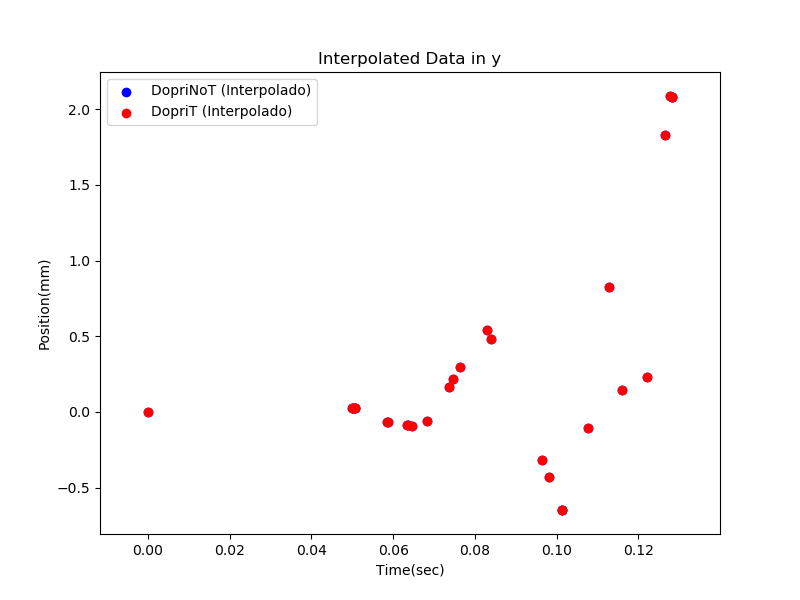 Interpolated Data in y
DopriNoT (Interpolado)
DopriT (Interpolado)
2.0
1.5
1.0
0.5
0.0
−0.5
Position(mm)
0.00 0.02 0.04 0.06 0.08 0.10 0.12
Time(sec)